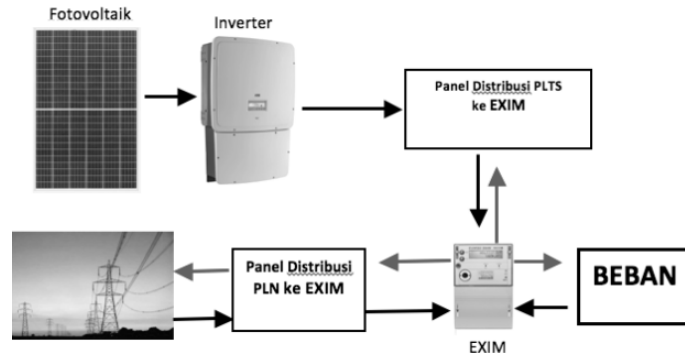 Fotovoltaik
Inverter
Panel Distribusi PLTS
ke EXIM
Panel Distribusi
PLN ke EXIM
BEBAN
EXIM